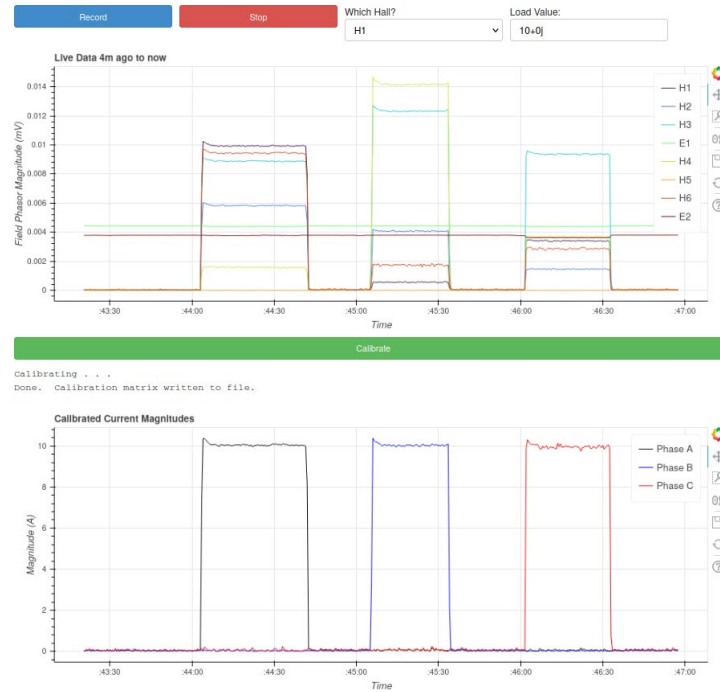 Record
Stop
Which Hall?
H1
Load Value:
10+0j
Live Data 4m ago to now
Field Phasor Magnitude (mV)
0.014
0.012
0.01
0.008
0.006
0.004
0.002
0
H1
H2
H3
E1
H4
H5
H6
E2
:43:30
:44:00
:44:30
:45:00
:45:30
:46:00
:46:30
:47:00
Time
Calibrate
Calibrating . . .
Done.  Calibration matrix written to file.
Calibrated Current Magnitudes
Magnitude (A)
10
8
6
4
2
0
Phase A
Phase B
Phase C
:43:30
:44:00
:44:30
:45:00
:45:30
:46:00
:46:30
:47:00
Time